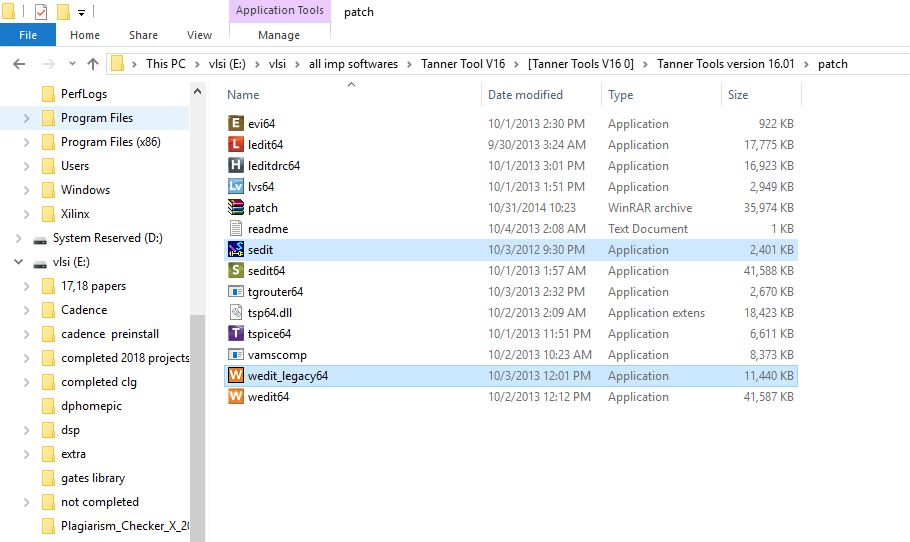 Application Tools patch
File Home Share View Manage
This PC vlsi (E:) vlsi all imp softwares Tanner Tool V16 [Tanner Tools V16 0] Tanner Tools version 16.01 patch
PerfLogs
Program Files
Program Files (x86)
Users
Windows
Xilinx
System Reserved (D:)
vlsi (E:)
17,18 papers
Cadence
cadence preinstall
completed 2018 projects
completed clg
dphomepic
dsp
extra
gates library
not completed
Plagiarism_Checker_X_20
Name Date modified Type Size
evi64 10/1/2013 2:30 PM Application 922 KB
ledit64 9/30/2013 3:24 AM Application 17,775 KB
leditdrc64 10/1/2013 3:01 PM Application 16,923 KB
lvs64 10/1/2013 1:51 PM Application 2,949 KB
patch 10/31/2014 10:23 WinRAR archive 35,974 KB
readme 10/4/2013 2:08 AM Text Document 1 KB
sedit 10/3/2012 9:30 PM Application 2,401 KB
sedit64 10/1/2013 1:57 AM Application 41,588 KB
tgrouter64 10/3/2013 2:32 PM Application 2,670 KB
tsp64.dll 10/2/2013 2:09 AM Application extens 18,423 KB
tspice64 10/1/2013 11:51 PM Application 6,611 KB
vamscomp 10/2/2013 10:23 AM Application 8,373 KB
wedit_legacy64 10/3/2013 12:01 PM Application 11,440 KB
wedit64 10/2/2013 12:12 PM Application 41,587 KB